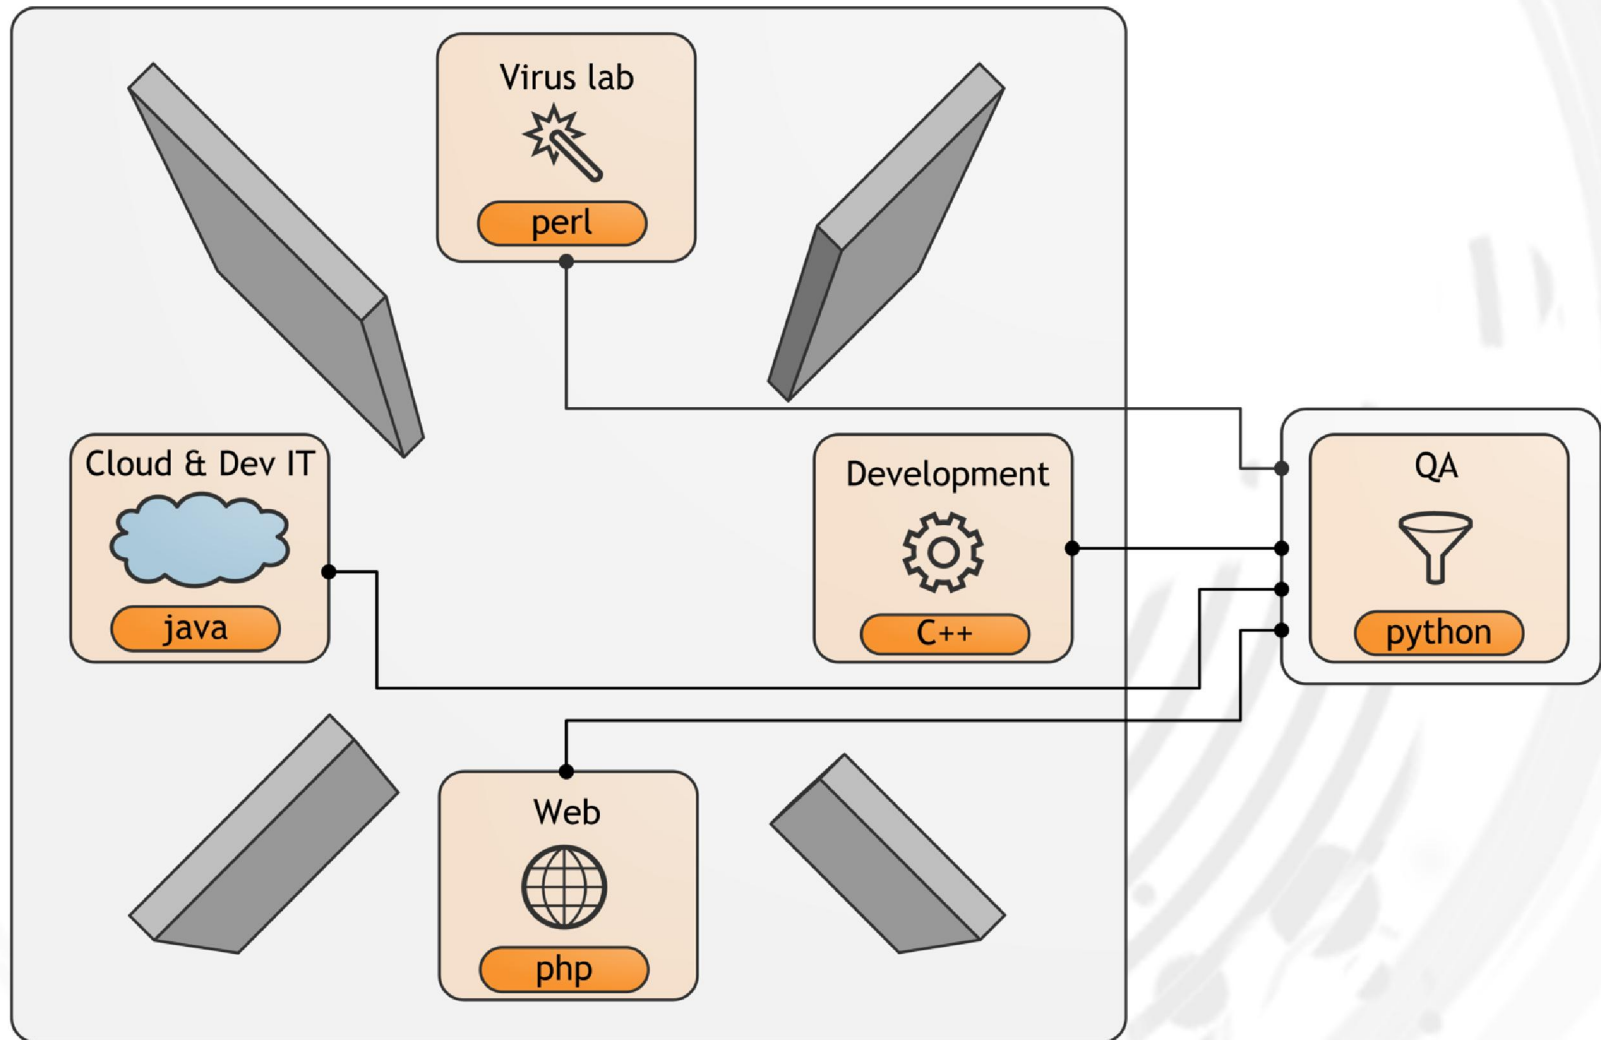 Virus lab
perl
Cloud & Dev IT
java
Development
C++
QA
python
Web
php